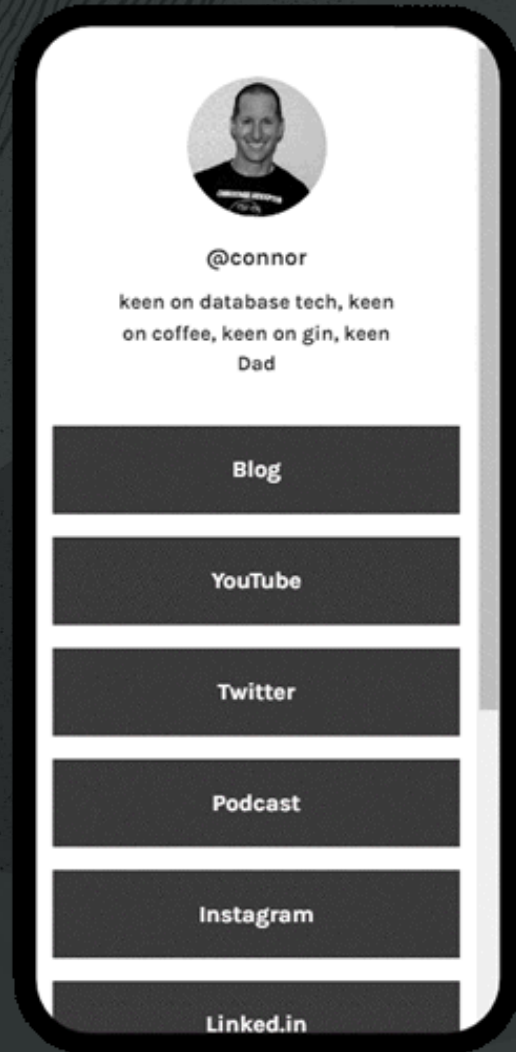 @connor
keen on database tech, keen
on coffee, keen on gin, keen
Dad
Blog
YouTube
Twitter
Podcast
Instagram
Linked.in